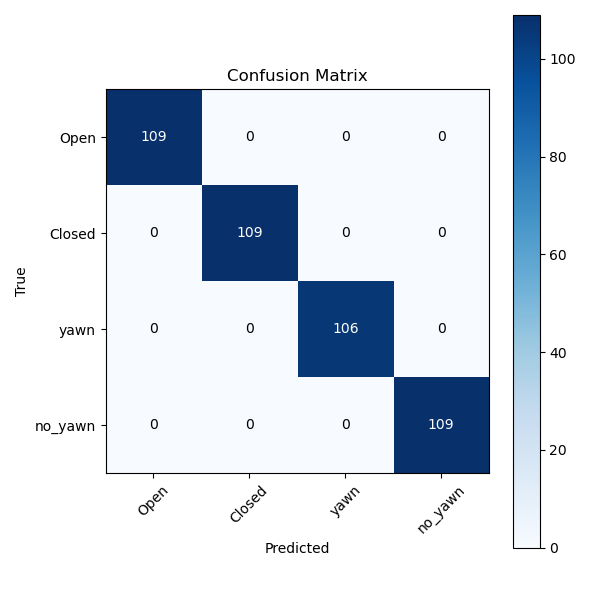 Confusion Matrix
Open 109 0 0 0
Closed 0 109 0 0
yawn 0 0 106 0
no_yawn 0 0 0 109
Open Closed yawn no_yawn
Predicted
True
100
80
60
40
20
0